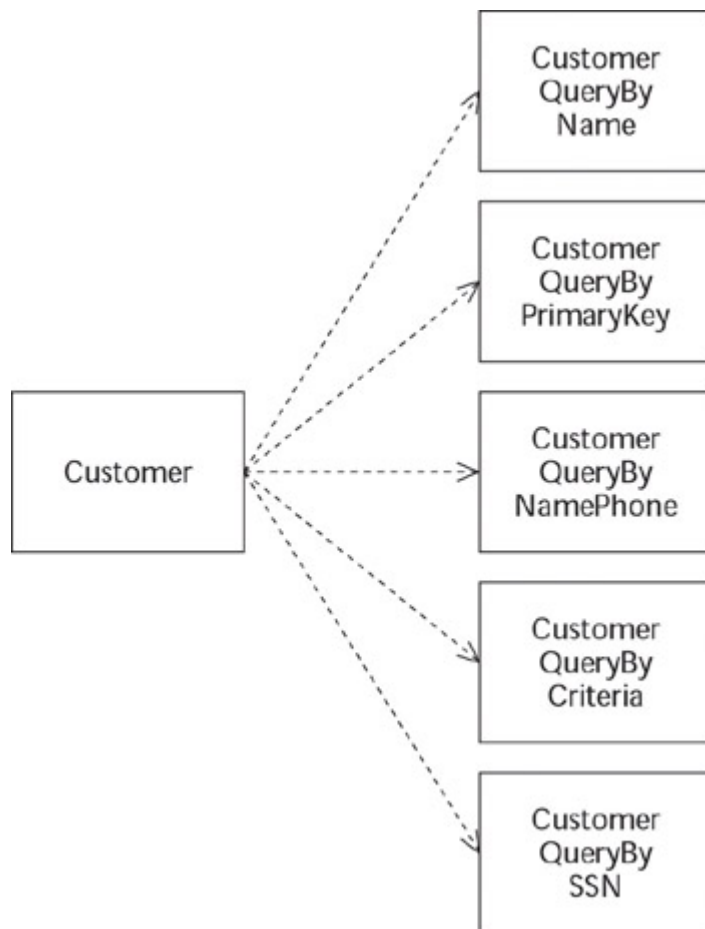 Customer
QueryBy
Name
Customer
QueryBy
PrimaryKey
Customer
Customer
QueryBy
NamePhone
Customer
QueryBy
Criteria
Customer
QueryBy
SSN